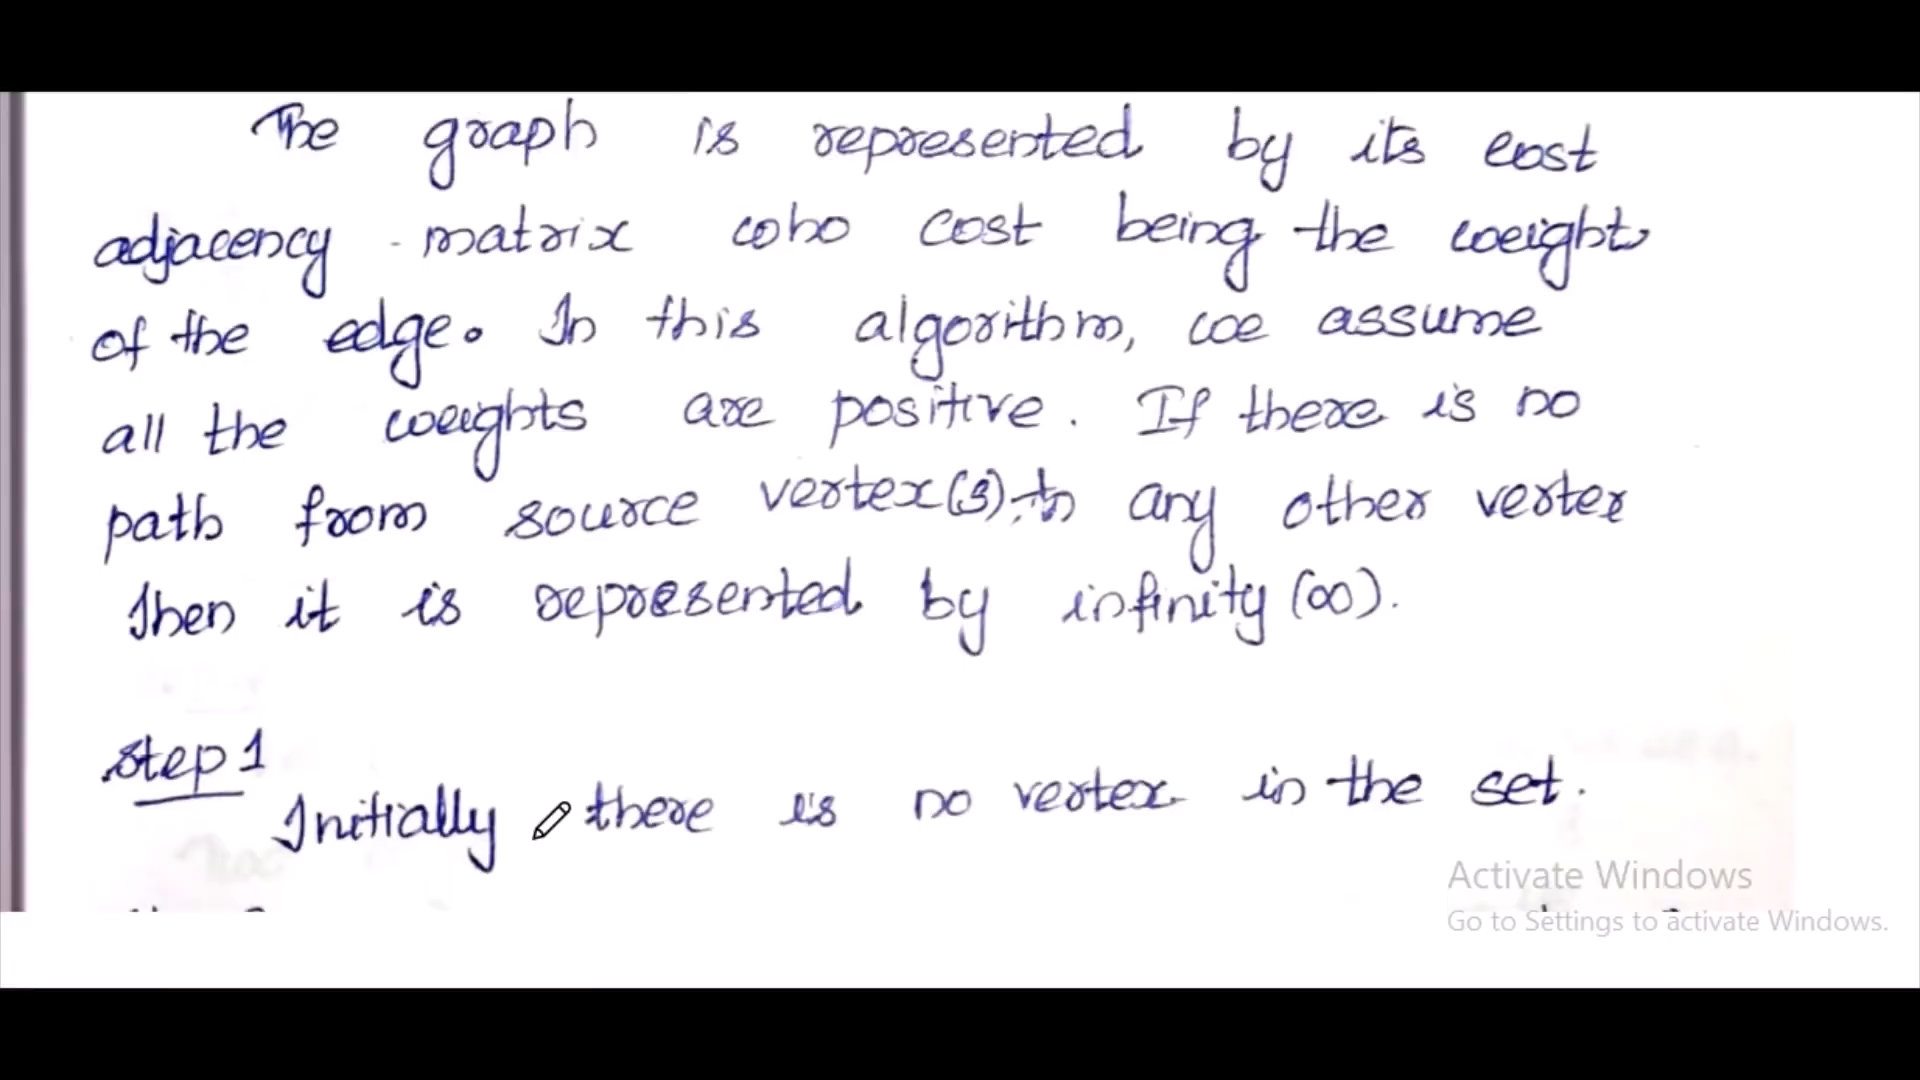 The graph is represented by its cost
adjacency matrix who cost being the weight
of the edge. In this algorithm, we assume
all the weights are positive. If there is no
path from source vertex(s) to any other vertex
then it is represented by infinity (∞).
step 1
Initially there is no vertex in the set.
Activate Windows
Go to Settings to activate Windows.